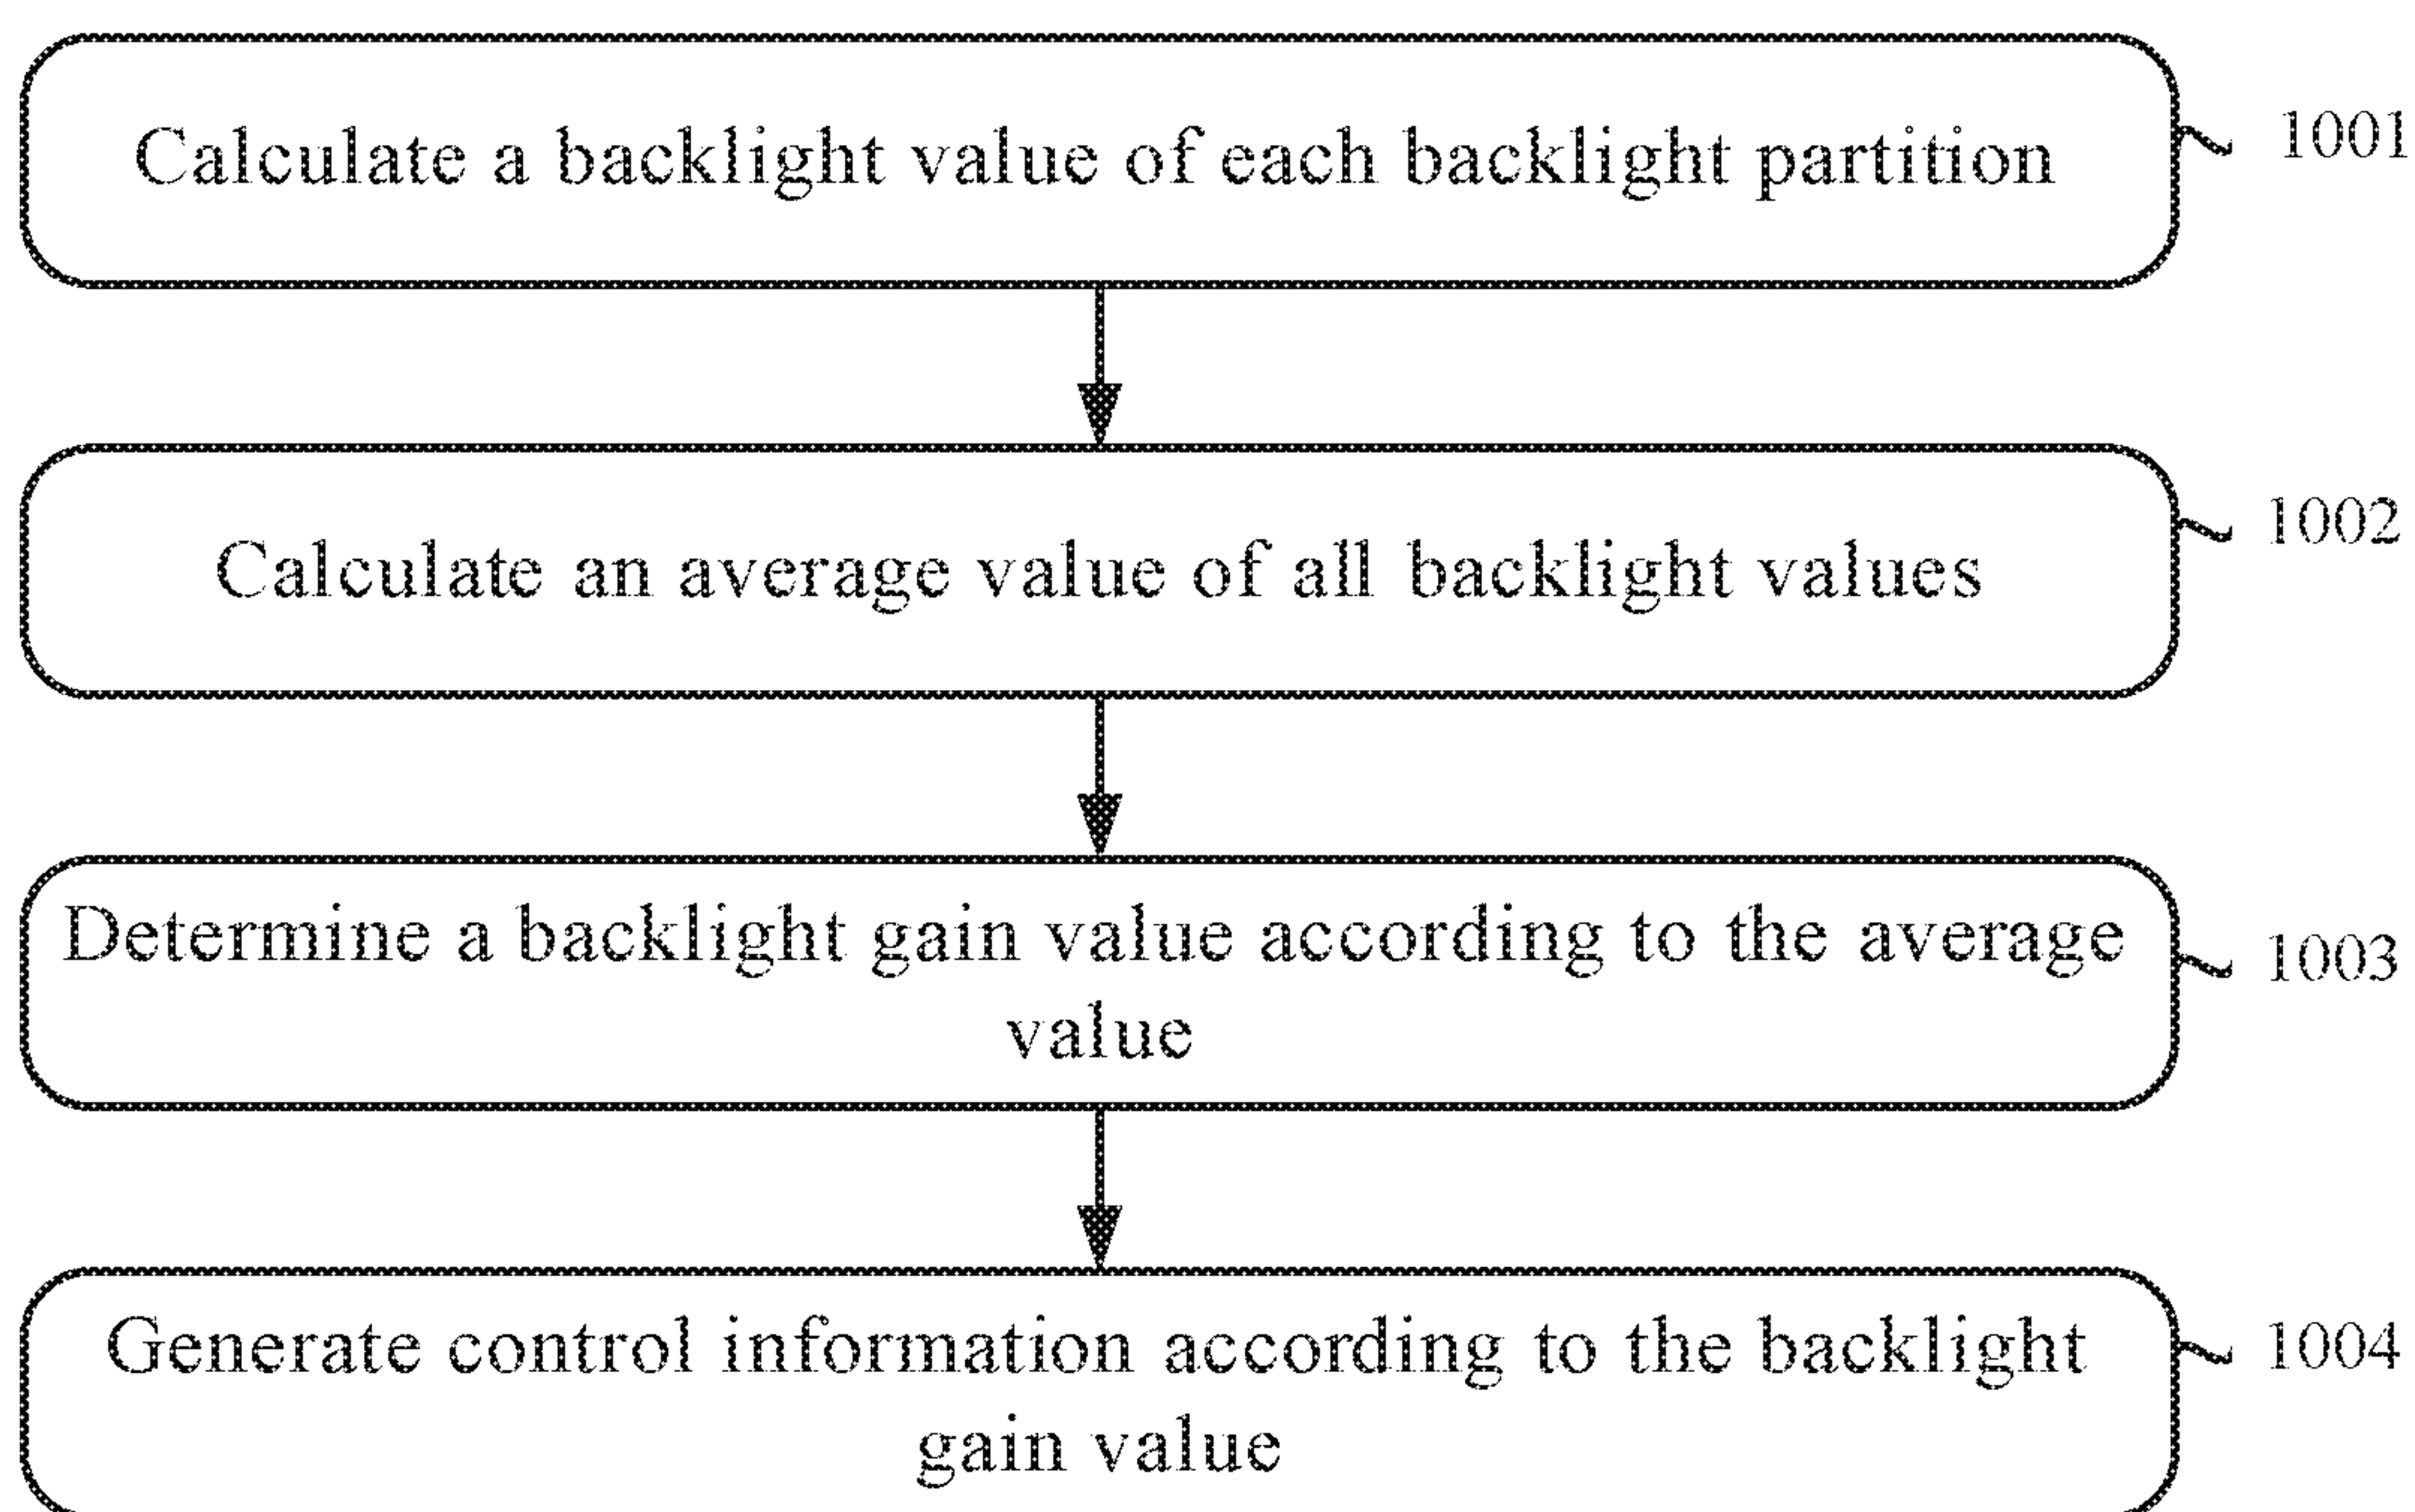 Calculate a backlight value of each backlight partition
1001
Calculate an average value of all backlight values
1002
Determine a backlight gain value according to the average
value
1003
Generate control information according to the backlight
gain value
1004